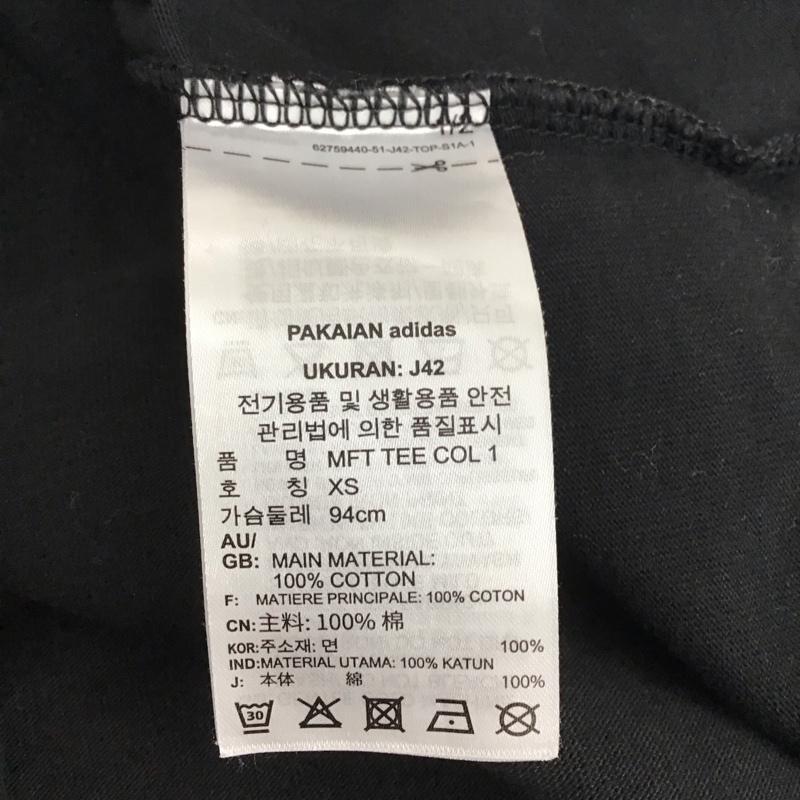 1/2
62759440-51-J42-TOP-S1A-1
PAKAIAN adidas
UKURAN: J42
전기용품 및 생활용품 안전
관리법에 의한 품질표시
품 명 MFT TEE COL 1
호 칭 XS
가슴둘레 94cm
AU/
GB: MAIN MATERIAL:
100% COTTON
F: MATIERE PRINCIPALE: 100% COTON
CN:主料: 100% 棉
KOR:주소재: 면 100%
IND:MATERIAL UTAMA: 100% KATUN
J: 本体 綿 100%
30